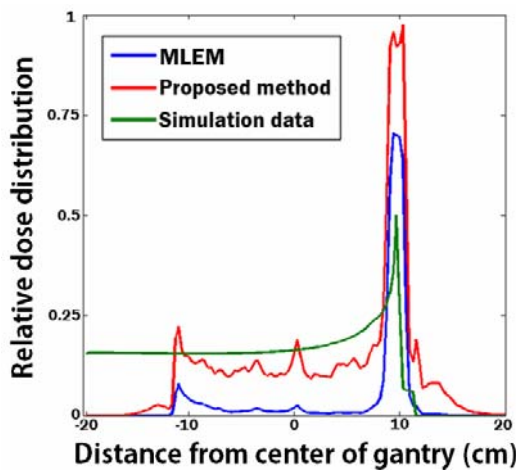 1
0.75
0.5
0.25
0
MLEM
Proposed method
Simulation data
Relative dose distribution
-20 -10 0 10 20
Distance from center of gantry (cm)